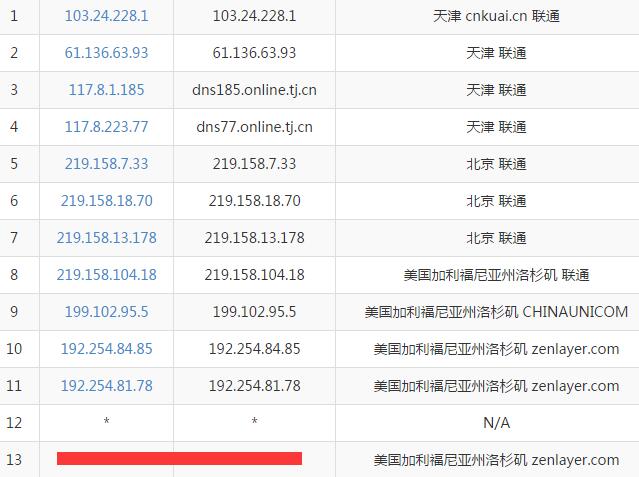 1 103.24.228.1 103.24.228.1 天津 cnkuai.cn 联通
2 61.136.63.93 61.136.63.93 天津 联通
3 117.8.1.185 dns185.online.tj.cn 天津 联通
4 117.8.223.77 dns77.online.tj.cn 天津 联通
5 219.158.7.33 219.158.7.33 北京 联通
6 219.158.18.70 219.158.18.70 北京 联通
7 219.158.13.178 219.158.13.178 北京 联通
8 219.158.104.18 219.158.104.18 美国加利福尼亚州洛杉矶 联通
9 199.102.95.5 199.102.95.5 美国加利福尼亚州洛杉矶 CHINAUNICOM
10 192.254.84.85 192.254.84.85 美国加利福尼亚州洛杉矶 zenlayer.com
11 192.254.81.78 192.254.81.78 美国加利福尼亚州洛杉矶 zenlayer.com
12 * * N/A
13 美国加利福尼亚州洛杉矶 zenlayer.com